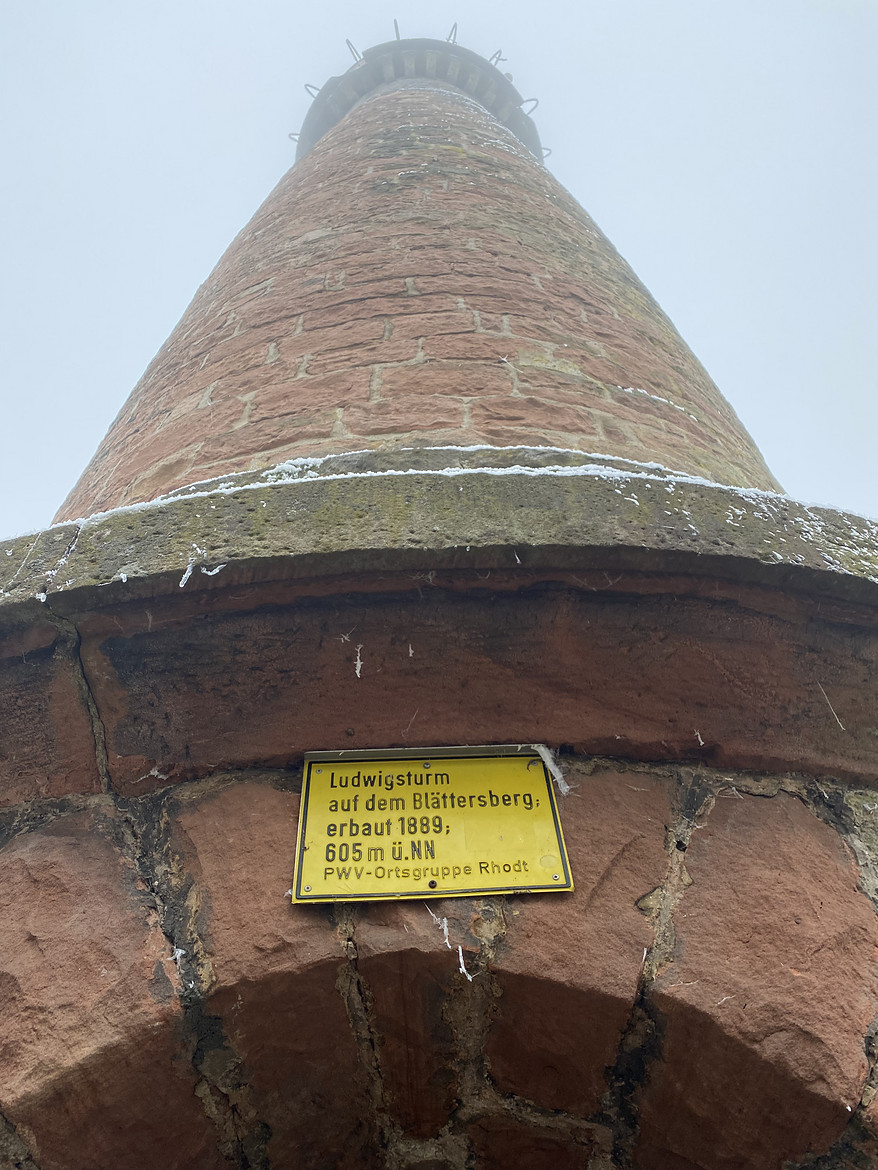 Ludwigsturm
auf dem Blättersberg;
erbaut 1889;
605 m ü.NN
PWV-Ortsgruppe Rhodt